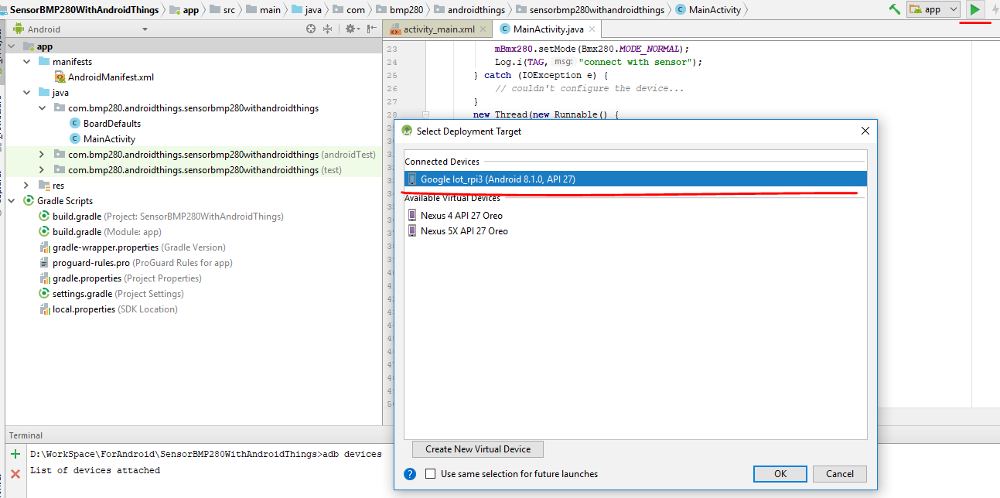 SensorBMP280WithAndroidThings app src main java com bmp280 androidthings sensorbmp280withandroidthings MainActivity app
Android
activity_main.xml MainActivity.java
app
manifests
AndroidManifest.xml
java
com.bmp280.androidthings.sensorbmp280withandroidthings
BoardDefaults
MainActivity
com.bmp280.androidthings.sensorbmp280withandroidthings (androidTest)
com.bmp280.androidthings.sensorbmp280withandroidthings (test)
res
Gradle Scripts
build.gradle (Project: SensorBMP280WithAndroidThings)
build.gradle (Module: app)
gradle-wrapper.properties (Gradle Version)
proguard-rules.pro (ProGuard Rules for app)
gradle.properties (Project Properties)
settings.gradle (Project Settings)
local.properties (SDK Location)
23 mBmx280.setMode(Bmx280.MODE_NORMAL);
24 Log.i(TAG, msg: "connect with sensor");
25 } catch (IOException e) {
26 // couldn't configure the device...
27 }
28 new Thread(new Runnable() {
Select Deployment Target
Connected Devices
Google Iot_rpi3 (Android 8.1.0, API 27)
Available Virtual Devices
Nexus 4 API 27 Oreo
Nexus 5X API 27 Oreo
Create New Virtual Device
? Use same selection for future launches
OK Cancel
Terminal
D:\WorkSpace\ForAndroid\SensorBMP280WithAndroidThings>adb devices
List of devices attached